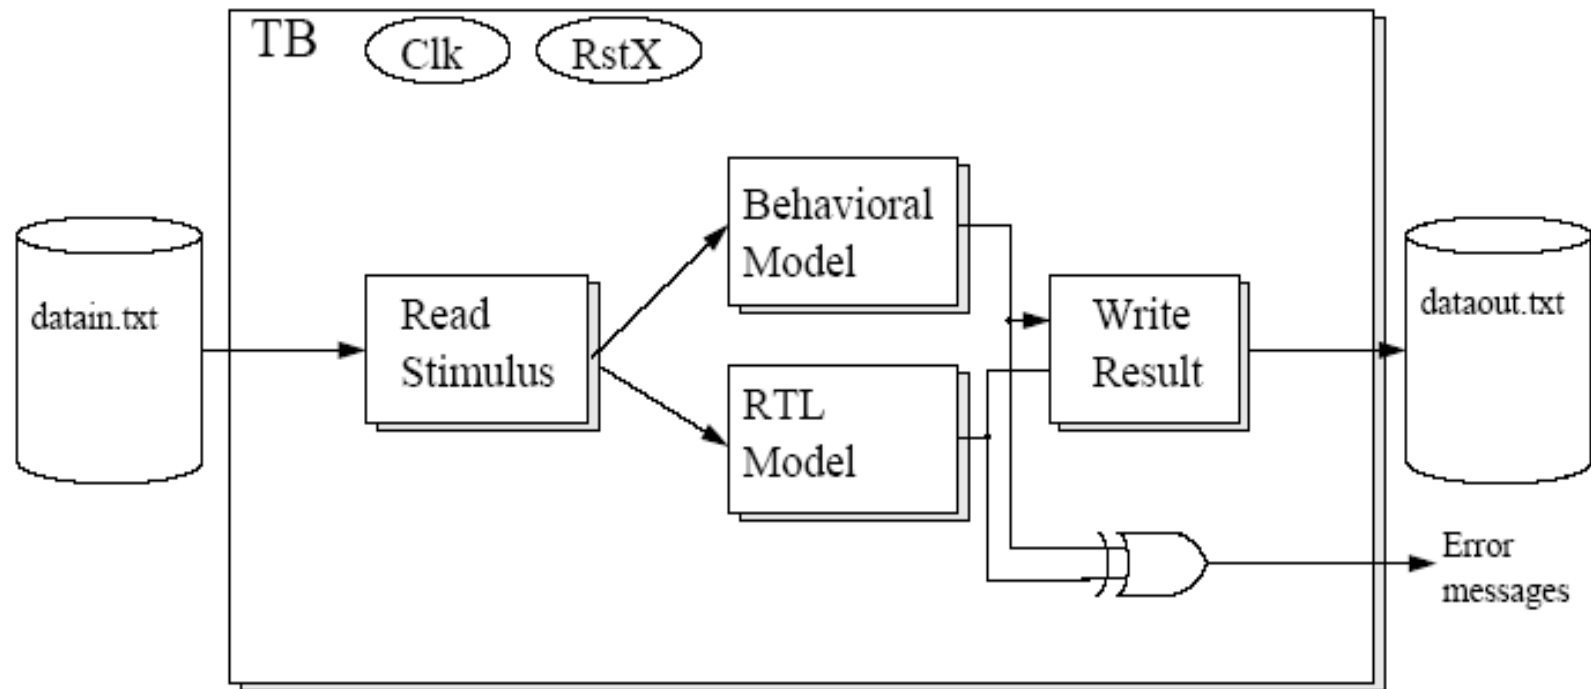 TB
Clk
RstX
datain.txt
Read
Stimulus
Behavioral
Model
RTL
Model
Write
Result
dataout.txt
Error
messages